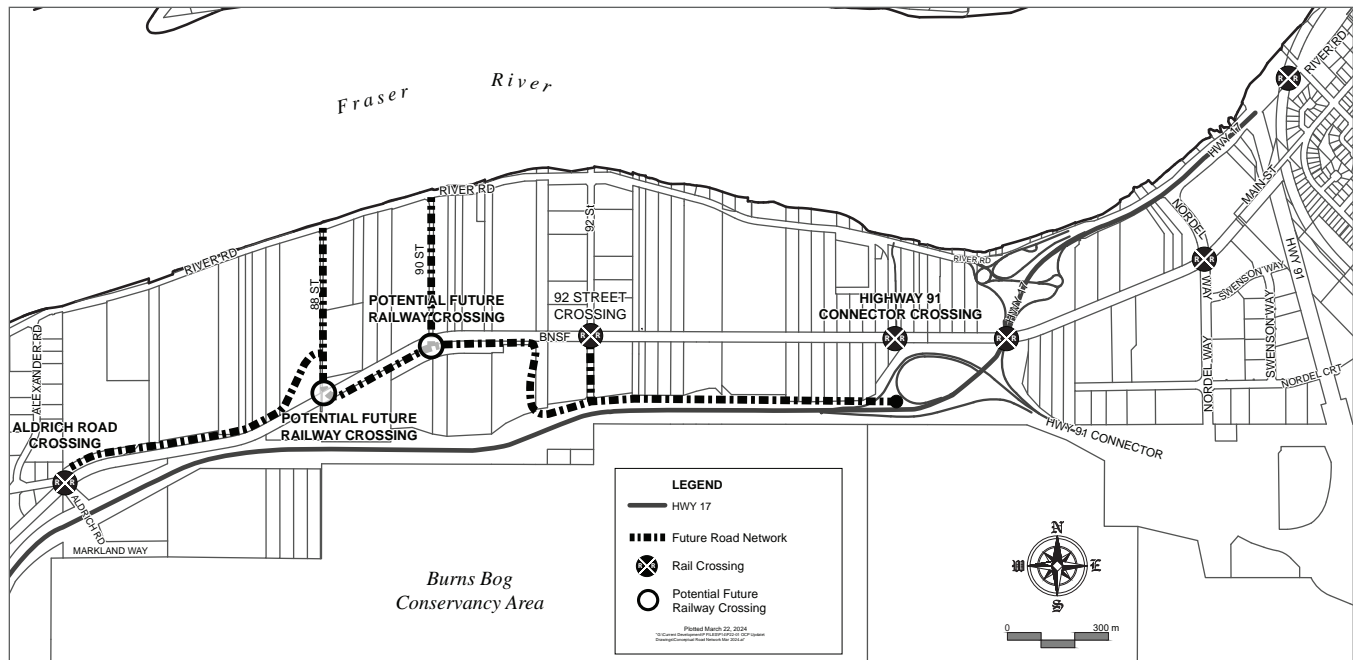 Fraser River
RIVER RD
HWY 17
RIVER RD
MAIN ST
NORDEL
WAY
HWY 91
92 St
RIVER RD
88 ST
90 ST
RIVER RD
HWY 17
SWENSON WAY
SWENSON WAY
NORDEL WAY
NORDEL CRT
POTENTIAL FUTURE
RAILWAY CROSSING
92 STREET
CROSSING
BNSF
HIGHWAY 91
CONNECTOR CROSSING
ALEXANDER RD
ALDRICH ROAD
CROSSING
POTENTIAL FUTURE
RAILWAY CROSSING
HWY 91 CONNECTOR
ALDRICH RD
MARKLAND WAY
Burns Bog
Conservancy Area
LEGEND
HWY 17
Future Road Network
R R
Rail Crossing
Potential Future
Railway Crossing
Plotted March 22, 2024
N
W E
S
0 300 m